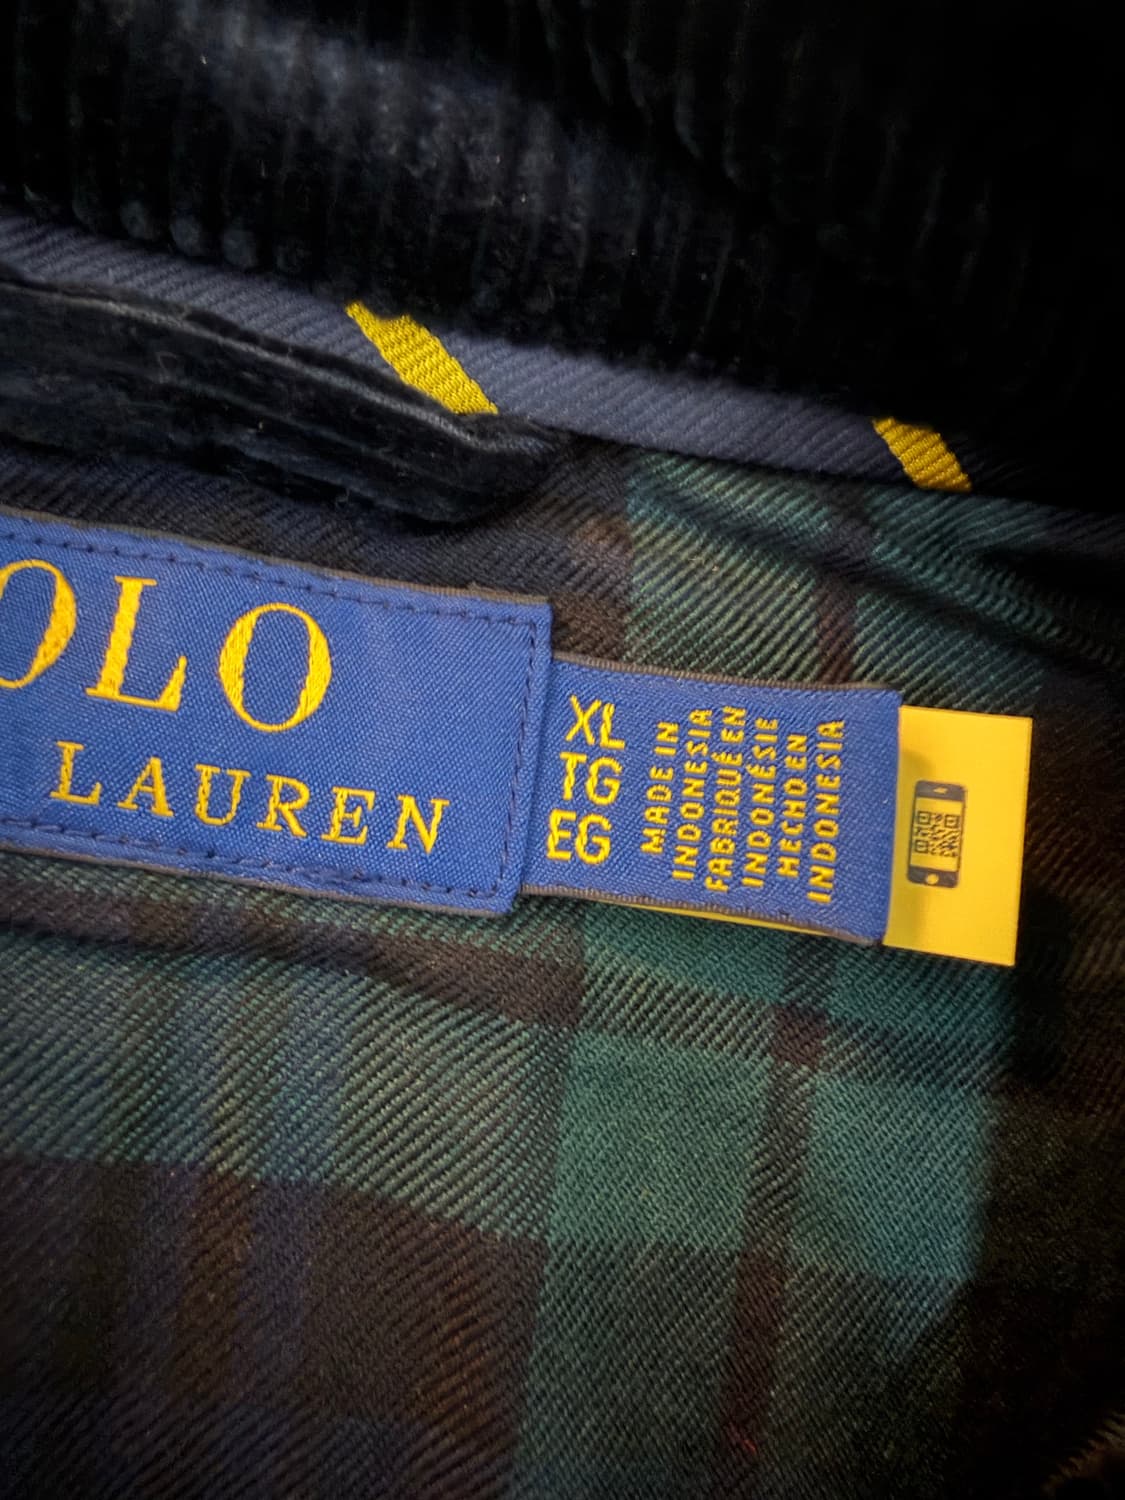 OLO
LAUREN
XL
TG
EG
MADE IN
INDONESIA
FABRIQUÉ EN
INDONÉSIE
HECHO EN
INDONESIA